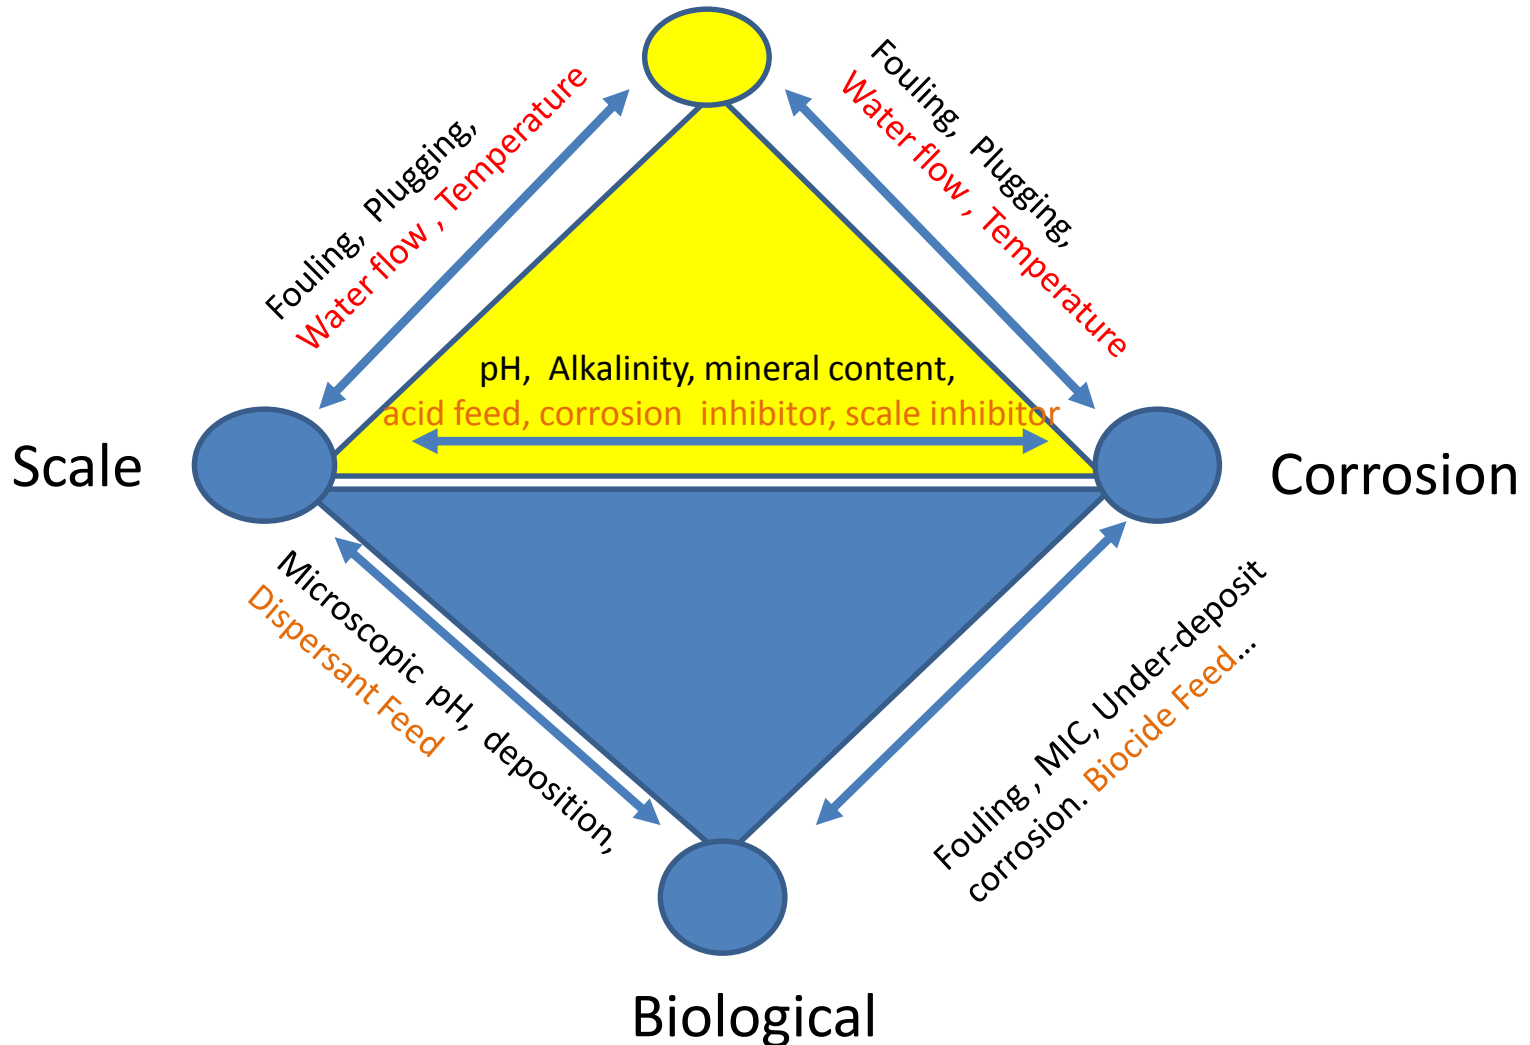 Fouling, Plugging,
Water flow , Temperature
Fouling, Plugging,
Water flow , Temperature
pH, Alkalinity, mineral content,
acid feed, corrosion inhibitor, scale inhibitor
Scale
Corrosion
Microscopic pH, deposition,
Dispersant Feed
Fouling , MIC, Under-deposit
corrosion. Biocide Feed...
Biological